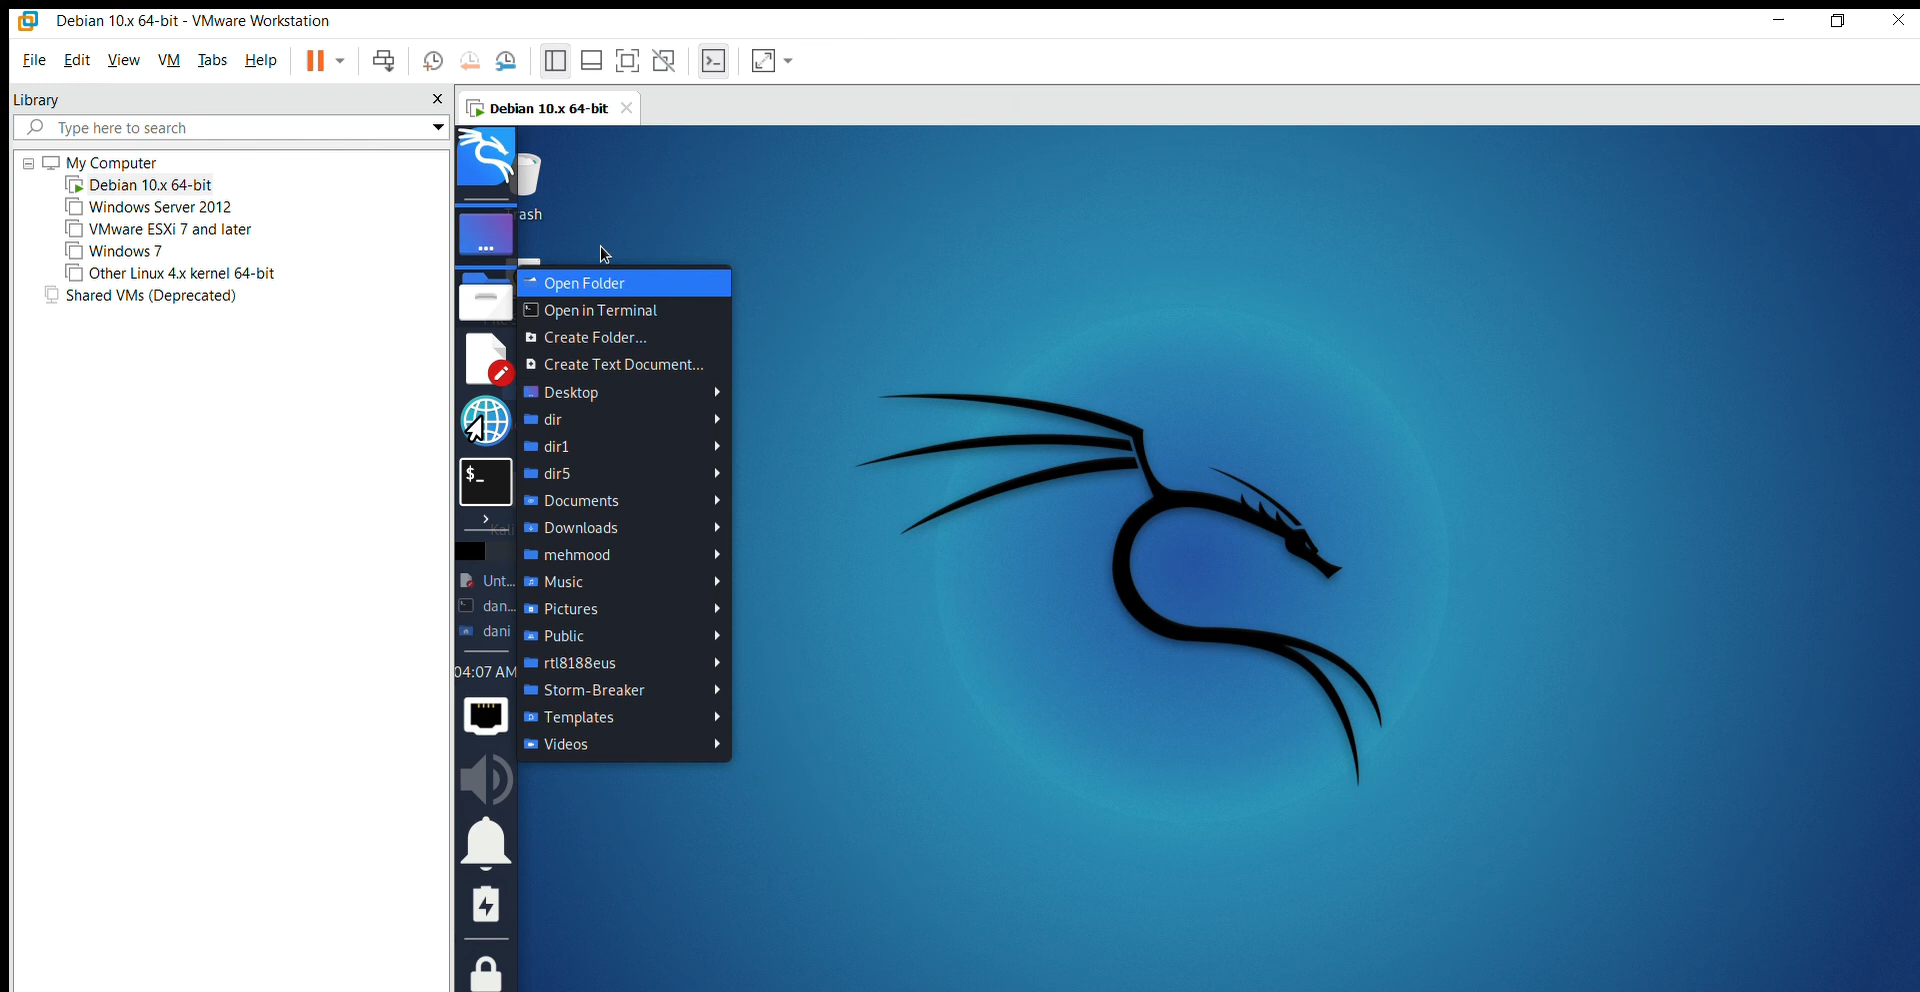 Debian 10.x 64-bit - VMware Workstation
File Edit View VM Tabs Help
Library
Type here to search
My Computer
Debian 10.x 64-bit
Windows Server 2012
VMware ESXi 7 and later
Windows 7
Other Linux 4.x kernel 64-bit
Shared VMs (Deprecated)
Debian 10.x 64-bit
rash
Open Folder
Open in Terminal
Create Folder...
Create Text Document...
Desktop
dir
dir1
dir5
Documents
Downloads
mehmood
Music
Pictures
Public
rtl8188eus
Storm-Breaker
Templates
Videos
$_
Kali
Unt...
dan...
dani
04:07 AM